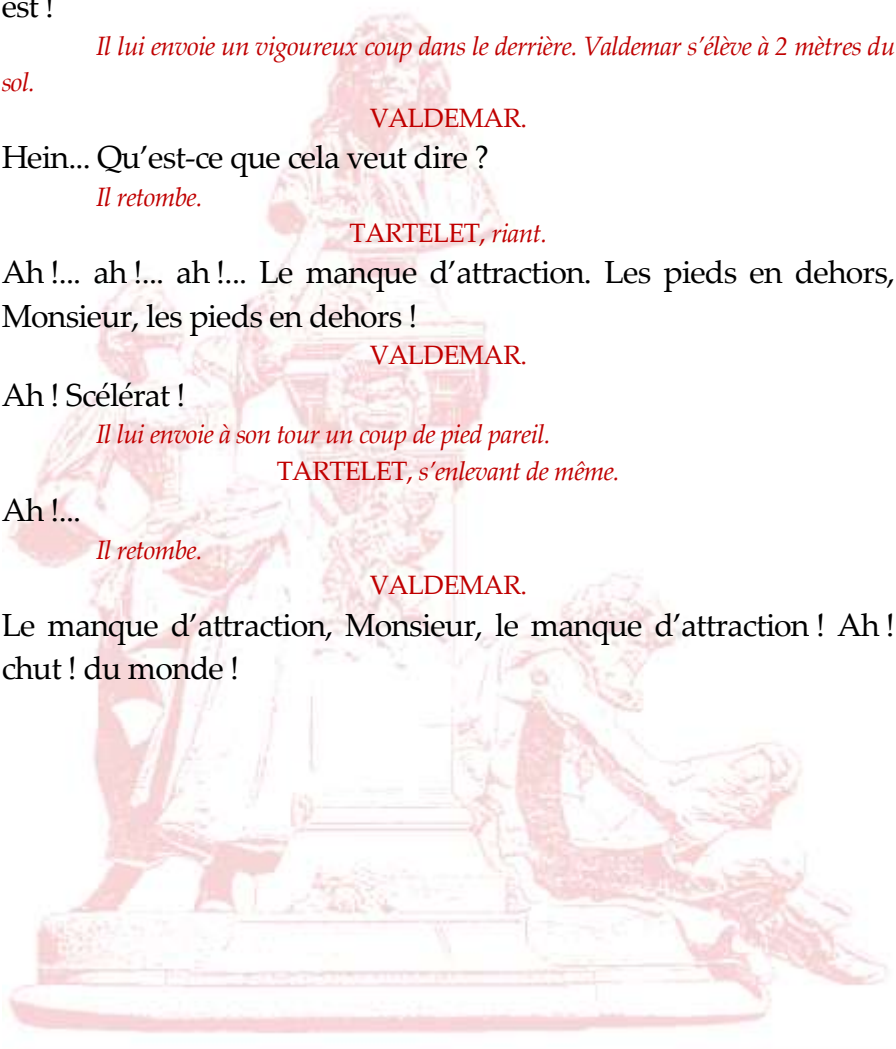 est !
Il lui envoie un vigoureux coup dans le derrière. Valdemar s’élève à 2 mètres du
sol.
VALDEMAR.
Hein... Qu’est-ce que cela veut dire ?
Il retombe.
TARTELET, riant.
Ah !... ah !... ah !... Le manque d’attraction. Les pieds en dehors,
Monsieur, les pieds en dehors !
VALDEMAR.
Ah ! Scélérat !
Il lui envoie à son tour un coup de pied pareil.
TARTELET, s’enlevant de même.
Ah !...
Il retombe.
VALDEMAR.
Le manque d’attraction, Monsieur, le manque d’attraction ! Ah !
chut ! du monde !